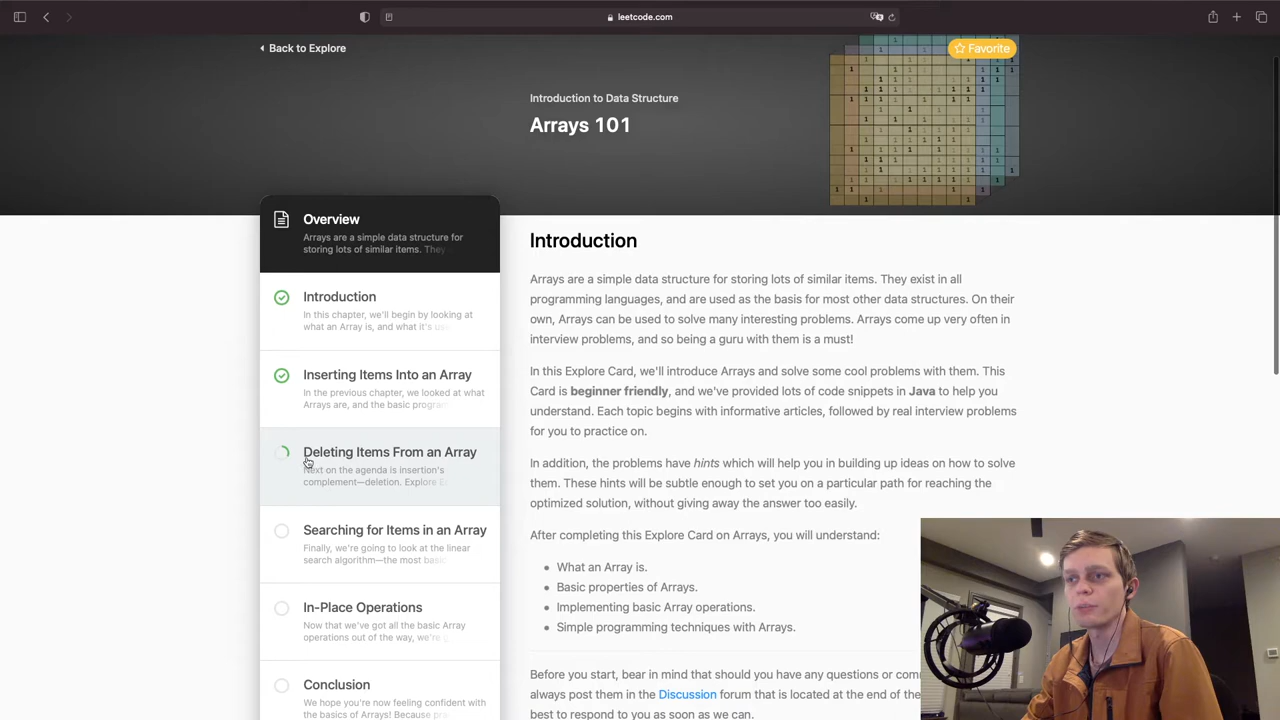 leetcode.com
Back to Explore
Favorite
Introduction to Data Structure
Arrays 101
Overview
Arrays are a simple data structure for
storing lots of similar items. They
Introduction
In this chapter, we'll begin by looking at
what an Array is, and what it's us
Inserting Items Into an Array
In the previous chapter, we looked at what
Arrays are, and the basic progra
Deleting Items From an Array
Next on the agenda is insertion's
complement—deletion. Explore E
Searching for Items in an Array
Finally, we're going to look at the linear
search algorithm—the most basi
In-Place Operations
Now that we've got all the basic Array
operations out of the way, we're g
Conclusion
We hope you're now feeling confident with
the basics of Arrays! Because pra
Introduction
Arrays are a simple data structure for storing lots of similar items. They exist in all
programming languages, and are used as the basis for most other data structures. On their
own, Arrays can be used to solve many interesting problems. Arrays come up very often in
interview problems, and so being a guru with them is a must!
In this Explore Card, we'll introduce Arrays and solve some cool problems with them. This
Card is beginner friendly, and we've provided lots of code snippets in Java to help you
understand. Each topic begins with informative articles, followed by real interview problems
for you to practice on.
In addition, the problems have hints which will help you in building up ideas on how to solve
them. These hints will be subtle enough to set you on a particular path for reaching the
optimized solution, without giving away the answer too easily.
After completing this Explore Card on Arrays, you will understand:
What an Array is.
Basic properties of Arrays.
Implementing basic Array operations.
Simple programming techniques with Arrays.
Before you start, bear in mind that should you have any questions or com
always post them in the Discussion forum that is located at the end of the
best to respond to you as soon as we can.